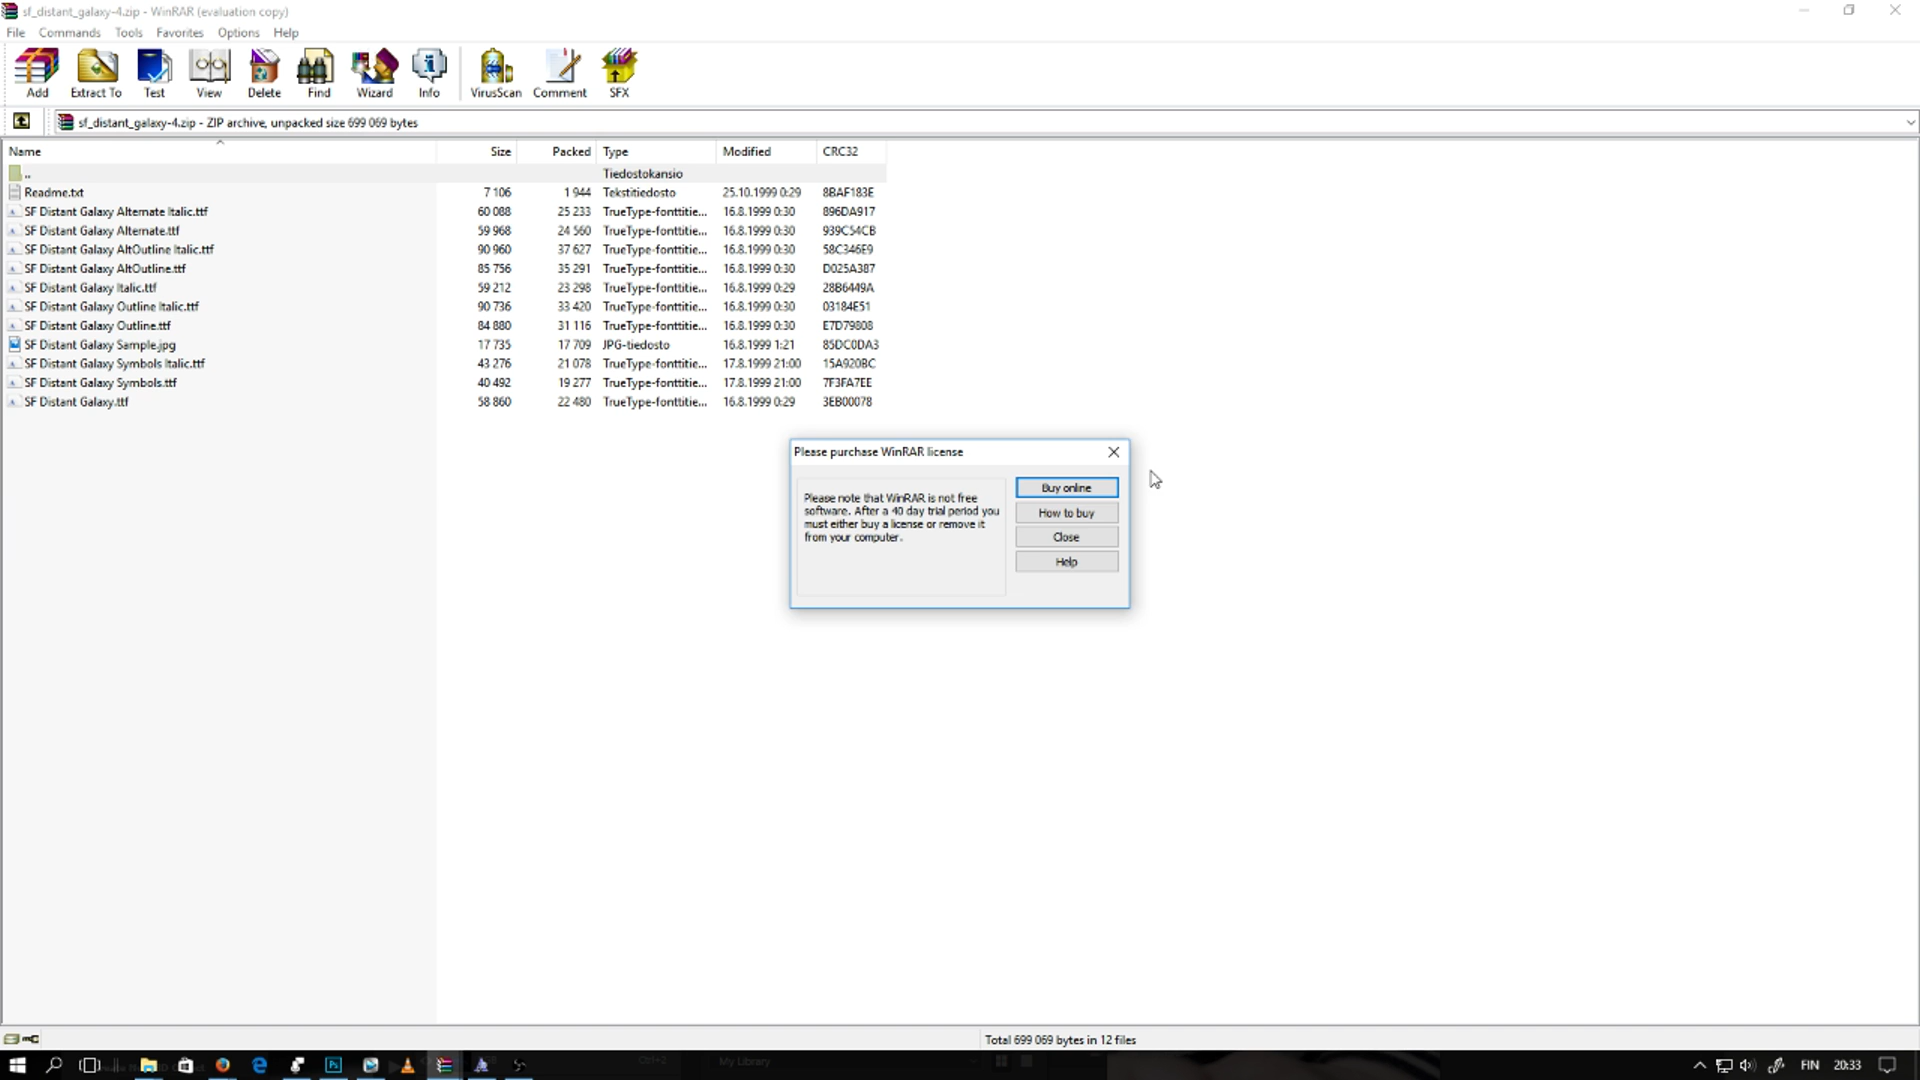 sf_distant_galaxy-4.zip - WinRAR (evaluation copy)
File Commands Tools Favorites Options Help
Add Extract To Test View Delete Find Wizard Info VirusScan Comment SFX
sf_distant_galaxy-4.zip - ZIP archive, unpacked size 699 069 bytes
Name Size Packed Type Modified CRC32
.. Tiedostokansio
Readme.txt 7 106 1 944 Tekstitiedosto 25.10.1999 0:29 8BAF183E
SF Distant Galaxy Alternate Italic.ttf 60 088 25 233 TrueType-fonttitie... 16.8.1999 0:30 896DA917
SF Distant Galaxy Alternate.ttf 59 968 24 560 TrueType-fonttitie... 16.8.1999 0:30 939C54CB
SF Distant Galaxy AltOutline Italic.ttf 90 960 37 627 TrueType-fonttitie... 16.8.1999 0:30 58C346E9
SF Distant Galaxy AltOutline.ttf 85 756 35 291 TrueType-fonttitie... 16.8.1999 0:30 D025A387
SF Distant Galaxy Italic.ttf 59 212 23 298 TrueType-fonttitie... 16.8.1999 0:29 28B6449A
SF Distant Galaxy Outline Italic.ttf 90 736 33 420 TrueType-fonttitie... 16.8.1999 0:30 03184E51
SF Distant Galaxy Outline.ttf 84 880 31 116 TrueType-fonttitie... 16.8.1999 0:30 E7D79808
SF Distant Galaxy Sample.jpg 17 735 17 709 JPG-tiedosto 16.8.1999 1:21 85DC0DA3
SF Distant Galaxy Symbols Italic.ttf 43 276 21 078 TrueType-fonttitie... 17.8.1999 21:00 15A920BC
SF Distant Galaxy Symbols.ttf 40 492 19 277 TrueType-fonttitie... 17.8.1999 21:00 7F3FA7EE
SF Distant Galaxy.ttf 58 860 22 480 TrueType-fonttitie... 16.8.1999 0:29 3EB00078
Please purchase WinRAR license
Please note that WinRAR is not free
software. After a 40 day trial period you
must either buy a license or remove it
from your computer.
Buy online
How to buy
Close
Help
Total 699 069 bytes in 12 files
Ctrl+2 My Library
FIN 20:33